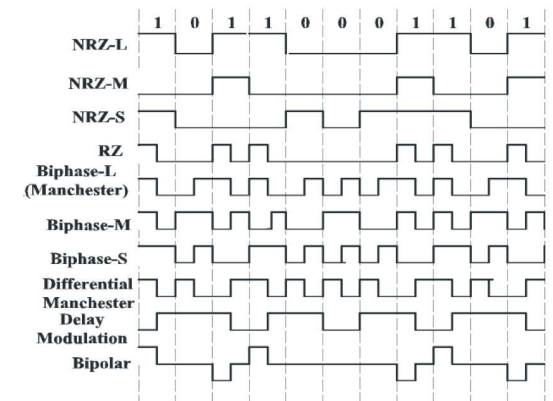 1 0 1 1 0 0 0 1 1 0 1
NRZ-L
NRZ-M
NRZ-S
RZ
Biphase-L
(Manchester)
Biphase-M
Biphase-S
Differential
Manchester
Delay
Modulation
Bipolar